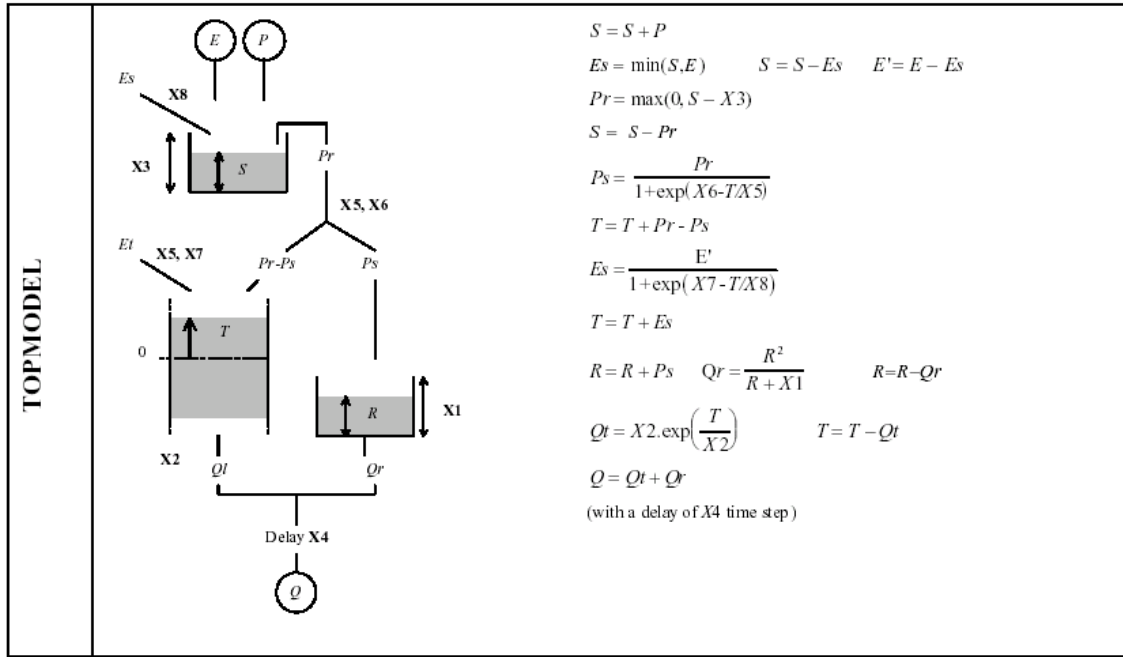 TOPMODEL
E P
Es
X8
X3
S
Pr
X5, X6
Et
X5, X7
Pr-Ps
Ps
T
0
R
X1
X2
Ql
Qr
Delay X4
Q
S = S + P
Es = min(S,E) S = S – Es E' = E – Es
Pr = max(0, S – X3)
S = S – Pr
Ps = Pr / 1+exp(X6-T/X5)
T = T + Pr - Ps
Es = E' / 1+exp(X7-T/X8)
T = T + Es
R = R + Ps Qr = R² / R + X1 R=R–Qr
Qt = X2.exp(T/X2) T = T – Qt
Q = Qt + Qr
(with a delay of X4 time step)